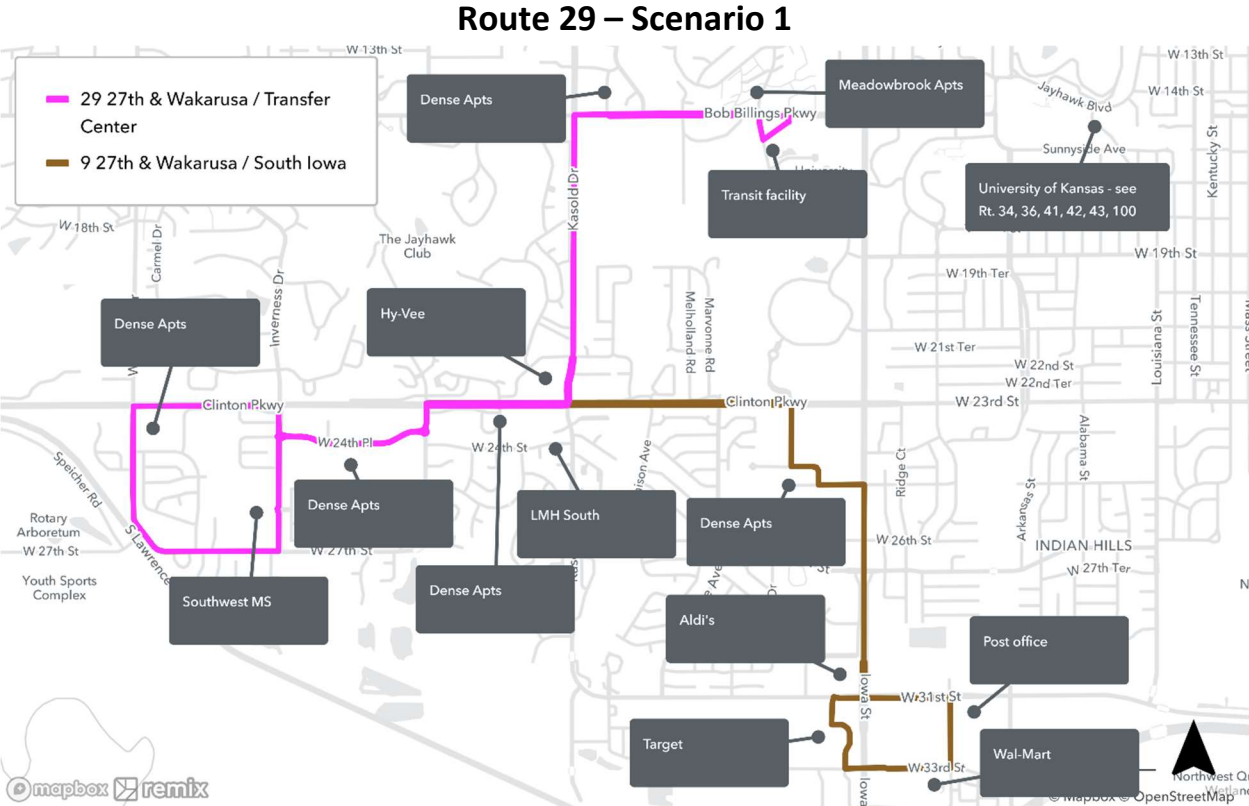 Route 29 – Scenario 1
W 13th St
W 13th St
29 27th & Wakarusa / Transfer
Center
9 27th & Wakarusa / South Iowa
Dense Apts
Meadowbrook Apts
Jayhawk Blvd
W 14th St
Bob Billings Pkwy
Sunnyside Ave
Kentucky St
Transit facility
University of Kansas - see
Rt. 34, 36, 41, 42, 43, 100
Kasold Dr
W 18th St
Carmel Dr
The Jayhawk
Club
W 19th St
W 19th Ter
Inverness Dr
Dense Apts
Hy-Vee
Melholland Rd
Marvonne Rd
Louisiana St
Tennessee St
W 21st Ter
W 22nd St
W 22nd Ter
Clinton Pkwy
Clinton Pkwy
W 23rd St
W 24th Pl
W 24th St
Alabama St
Ridge Ct
Arkansas St
Speicher Rd
Dense Apts
LMH South
Dense Apts
Rotary
Arboretum
W 27th St
S Lawrence
W 27th St
W 26th St
INDIAN HILLS
W 27th Ter
Youth Sports
Complex
Southwest MS
Dense Apts
Aldi's
Post office
Iowa St
W 31st St
Target
Wal-Mart
W 33rd St
Iowa
mapbox remix
© Mapbox © OpenStreetMap